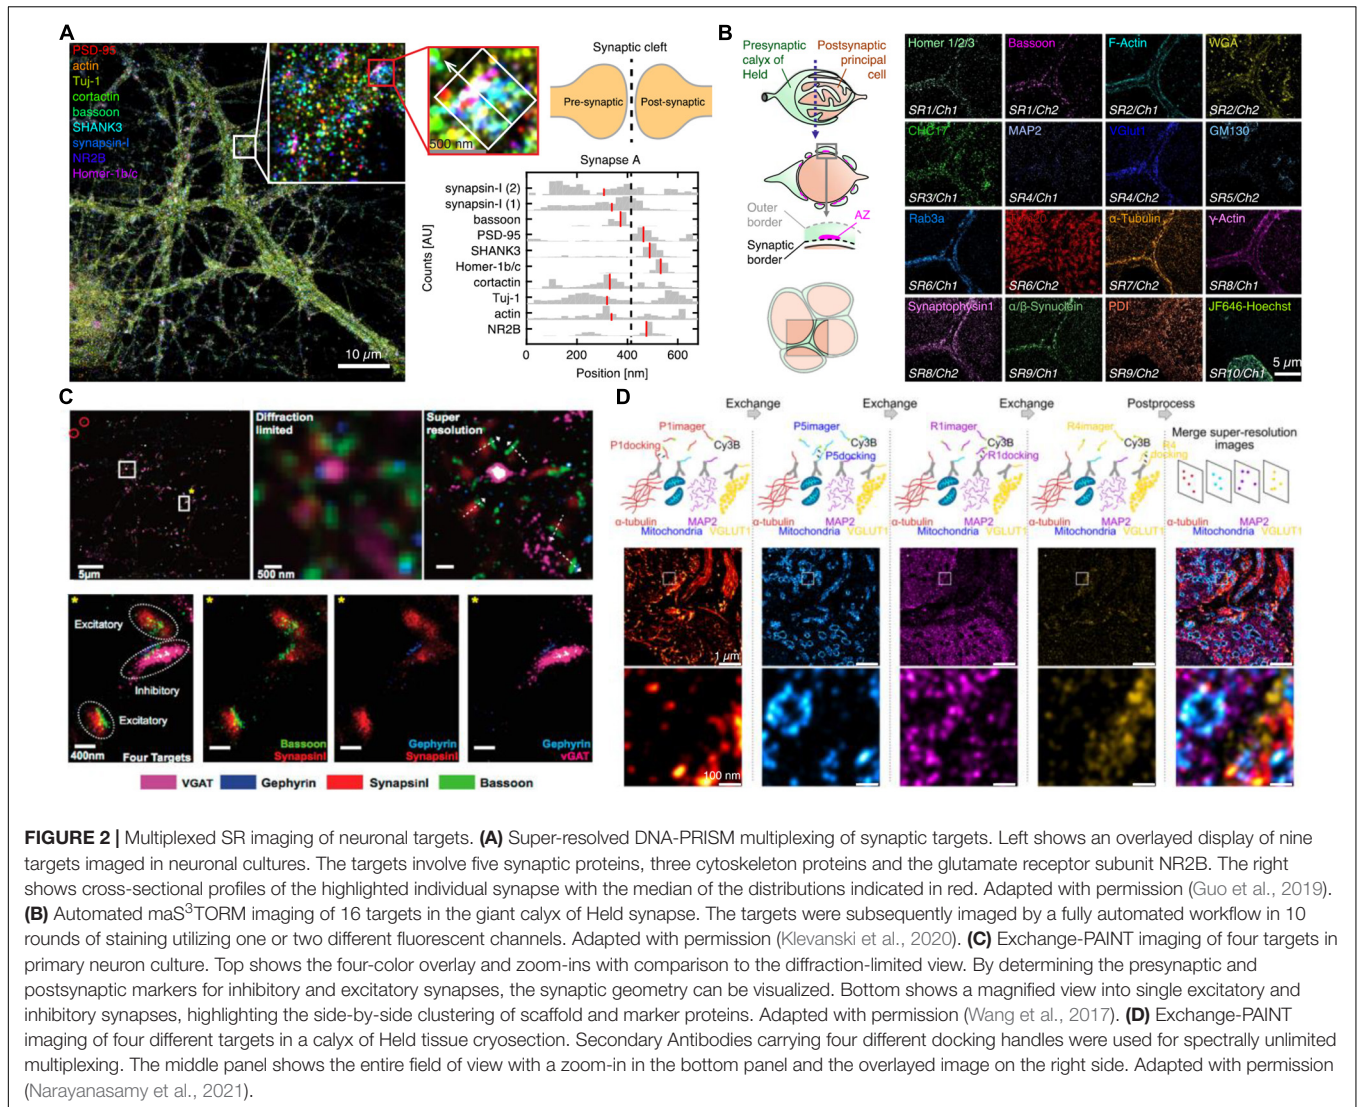 A
PSD-95
actin
Tuj-1
cortactin
bassoon
SHANK3
synapsin-I
NR2B
Homer-1b/c
10 µm
500 nm
Synaptic cleft
Pre-synaptic
Post-synaptic
Synapse A
synapsin-I (2)
synapsin-I (1)
bassoon
PSD-95
SHANK3
Homer-1b/c
cortactin
Tuj-1
actin
NR2B
Counts [AU]
0 200 400 600
Position [nm]
B
Presynaptic
calyx of
Held
Postsynaptic
principal
cell
Outer
border
AZ
Synaptic
border
Homer 1/2/3
SR1/Ch1
Bassoon
SR1/Ch2
F-Actin
SR2/Ch1
WGA
SR2/Ch2
CHC17
SR3/Ch1
MAP2
SR4/Ch1
VGlut1
SR4/Ch2
GM130
SR5/Ch2
Rab3a
SR6/Ch1
SR6/Ch2
α-Tubulin
SR7/Ch2
γ-Actin
SR8/Ch1
Synaptophysin1
SR8/Ch2
α/β-Synuclein
SR9/Ch1
PDI
SR9/Ch2
JF646-Hoechst
5 µm
SR10/Ch1
C
5µm
Diffraction
limited
500 nm
Super
resolution
*
Excitatory
Inhibitory
Excitatory
400nm
Four Targets
*
Bassoon
SynapsinI
*
Gephyrin
SynapsinI
*
Gephyrin
vGAT
VGAT Gephyrin SynapsinI Bassoon
D
Exchange Exchange Exchange Postprocess
P1imager
P1docking
Cy3B
α-tubulin MAP2
Mitochondria VGLUT1
P5imager
Cy3B
P5docking
α-tubulin MAP2
Mitochondria VGLUT1
R1imager
Cy3B
R1docking
α-tubulin MAP2
Mitochondria VGLUT1
R4imager
Cy3B
R4
docking
α-tubulin MAP2
Mitochondria VGLUT1
Merge super-resolution
images
α-tubulin MAP2
Mitochondria VGLUT1
1 µm
100 nm
FIGURE 2 | Multiplexed SR imaging of neuronal targets. (A) Super-resolved DNA-PRISM multiplexing of synaptic targets. Left shows an overlayed display of nine
targets imaged in neuronal cultures. The targets involve five synaptic proteins, three cytoskeleton proteins and the glutamate receptor subunit NR2B. The right
shows cross-sectional profiles of the highlighted individual synapse with the median of the distributions indicated in red. Adapted with permission (Guo et al., 2019).
(B) Automated maS³TORM imaging of 16 targets in the giant calyx of Held synapse. The targets were subsequently imaged by a fully automated workflow in 10
rounds of staining utilizing one or two different fluorescent channels. Adapted with permission (Klevanski et al., 2020). (C) Exchange-PAINT imaging of four targets in
primary neuron culture. Top shows the four-color overlay and zoom-ins with comparison to the diffraction-limited view. By determining the presynaptic and
postsynaptic markers for inhibitory and excitatory synapses, the synaptic geometry can be visualized. Bottom shows a magnified view into single excitatory and
inhibitory synapses, highlighting the side-by-side clustering of scaffold and marker proteins. Adapted with permission (Wang et al., 2017). (D) Exchange-PAINT
imaging of four different targets in a calyx of Held tissue cryosection. Secondary Antibodies carrying four different docking handles were used for spectrally unlimited
multiplexing. The middle panel shows the entire field of view with a zoom-in in the bottom panel and the overlayed image on the right side. Adapted with permission
(Narayanasamy et al., 2021).